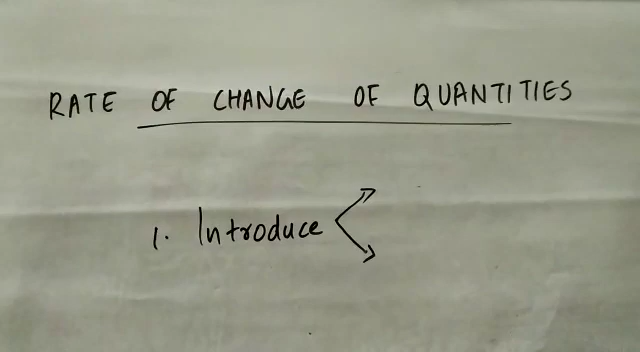 RATE OF CHANGE OF QUANTITIES
1. Introduce